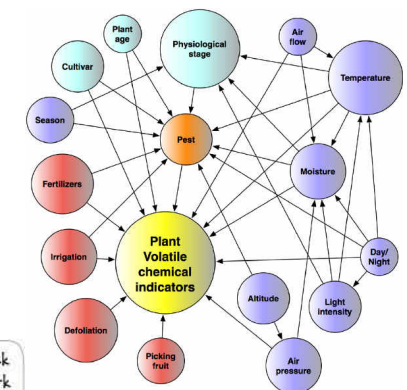 Plant
age
Physiological
stage
Air
flow
Cultivar
Temperature
Season
Pest
Moisture
Fertilizers
Plant
Volatile
chemical
indicators
Irrigation
Day/
Night
Altitude
Light
intensity
Defoliation
Picking
fruit
Air
pressure